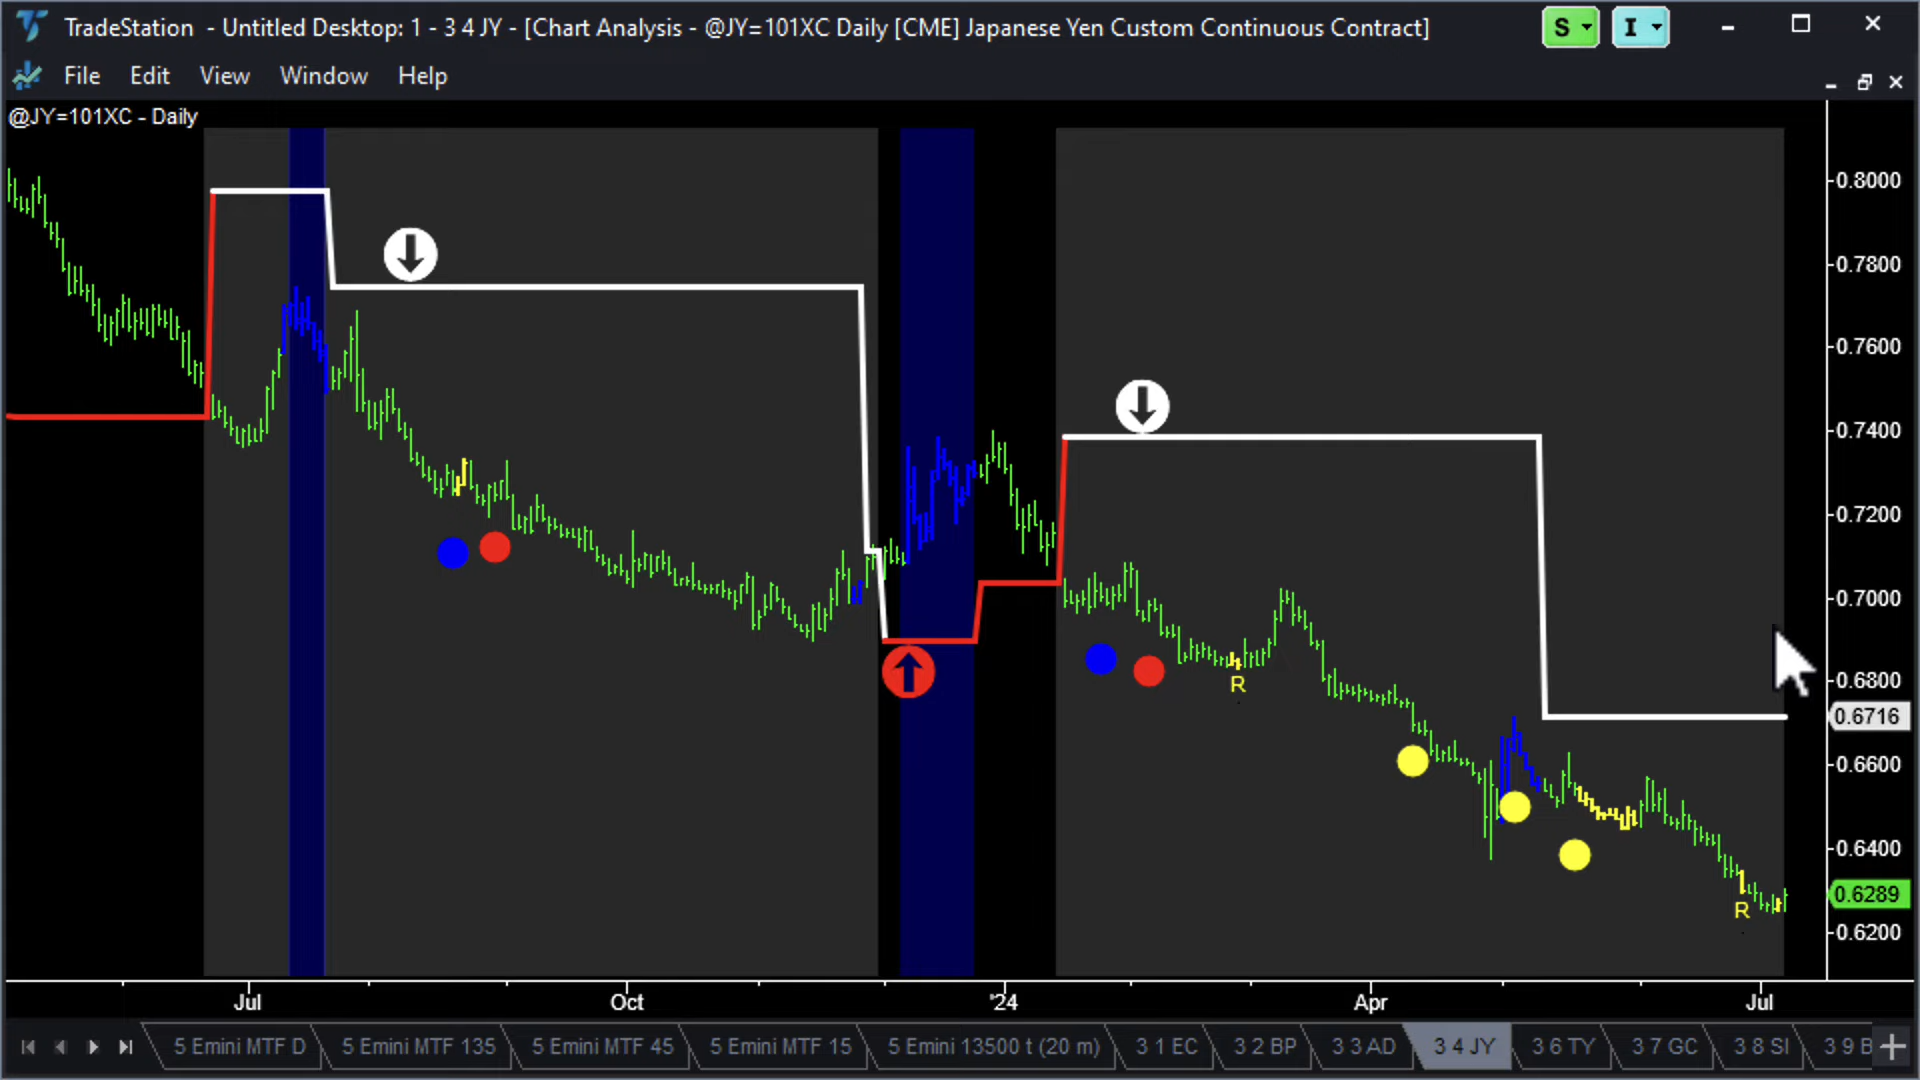 TradeStation - Untitled Desktop: 1 - 3 4 JY - [Chart Analysis - @JY=101XC Daily [CME] Japanese Yen Custom Continuous Contract]
S I
File Edit View Window Help
@JY=101XC - Daily
0.8000
0.7800
0.7600
0.7400
0.7200
0.7000
0.6800
0.6716
0.6600
0.6400
0.6289
0.6200
R
R
Jul Oct '24 Apr Jul
5 Emini MTF D 5 Emini MTF 135 5 Emini MTF 45 5 Emini MTF 15 5 Emini 13500 t (20 m) 3 1 EC 3 2 BP 3 3 AD 3 4 JY 3 6 TY 3 7 GC 3 8 SI 3 9 B